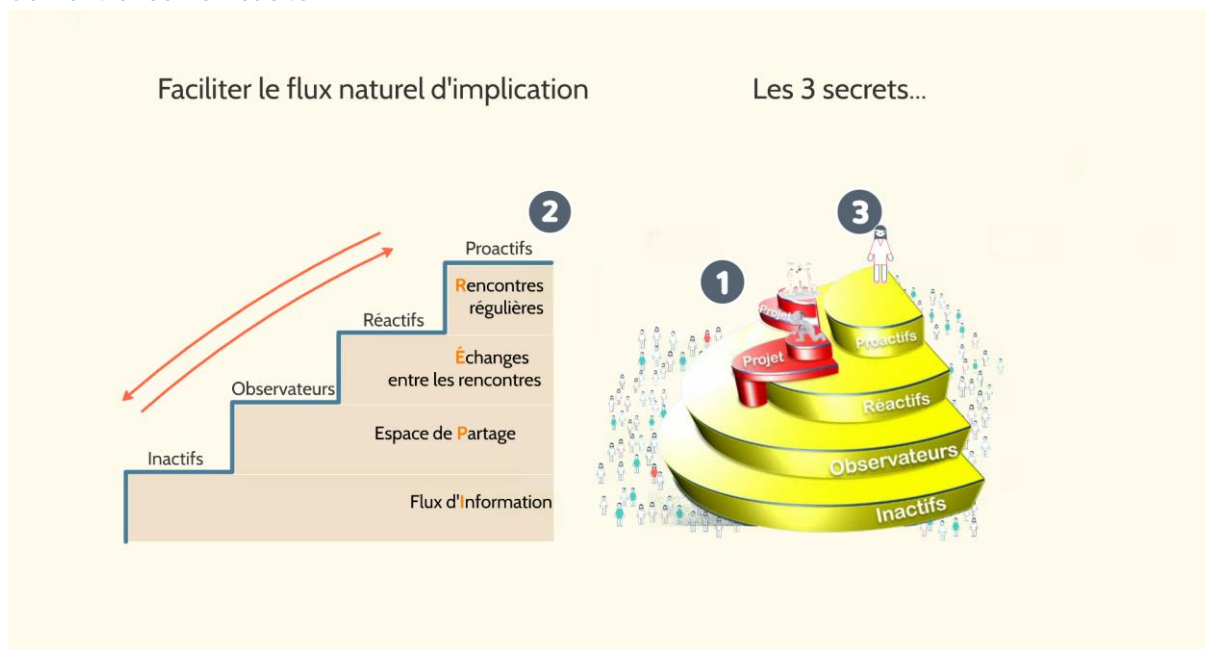 Faciliter le flux naturel d'implication
Les 3 secrets...
2
Proactifs
Rencontres
régulières
Réactifs
Échanges
entre les rencontres
Observateurs
Espace de Partage
Inactifs
Flux d'Information
3
1
Projet
Projet
Proactifs
Réactifs
Observateurs
Inactifs